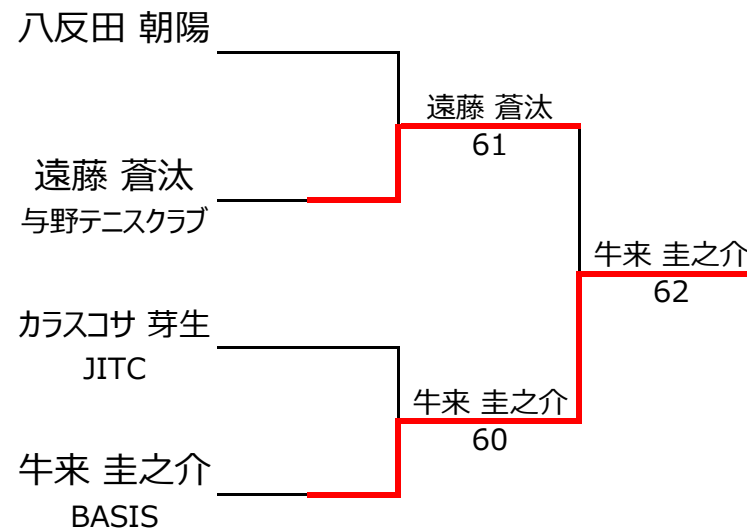 八反田 朝陽
遠藤 蒼汰
61
遠藤 蒼汰
与野テニスクラブ
牛来 圭之介
62
カラスコサ 芽生
JITC
牛来 圭之介
60
牛来 圭之介
BASIS